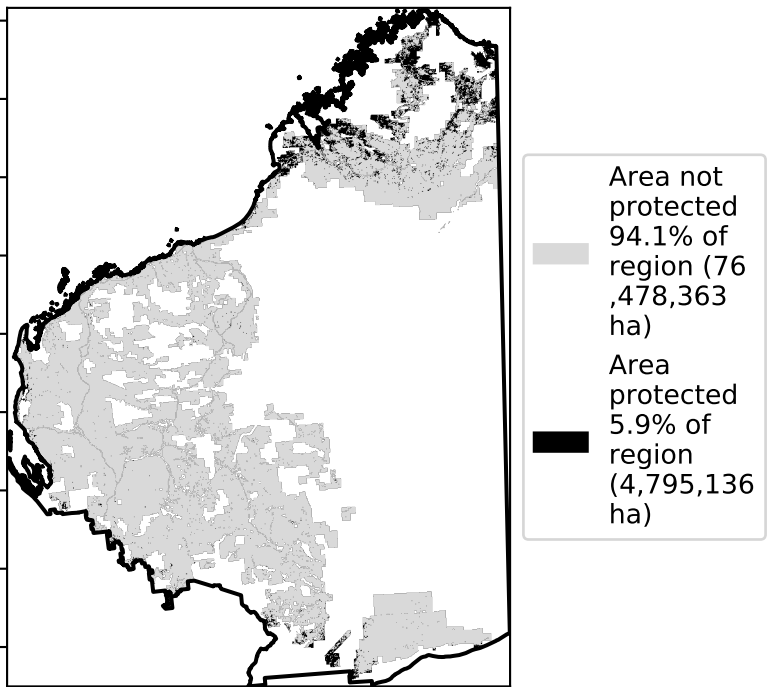 Area not
protected
94.1% of
region (76
,478,363
ha)
Area
protected
5.9% of
region
(4,795,136
ha)